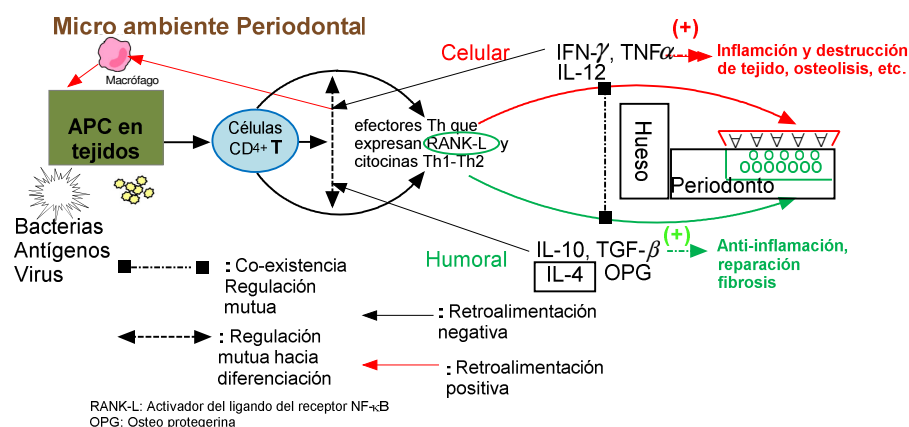 Micro ambiente Periodontal
Macrófago
APC en
tejidos
Bacterias
Antígenos
Virus
Células
CD4+ T
efectores Th que
expresan RANK-L y
citocinas Th1-Th2
Celular
IFN-γ, TNFα
IL-12
(+)
Inflamción y destrucción
de tejido, osteolisis, etc.
Hueso
Periodonto
Humoral
IL-10, TGF-β
IL-4 OPG
(+)
Anti-inflamación,
reparación
fibrosis
: Co-existencia
Regulación
mutua
: Regulación
mutua hacia
diferenciación
: Retroalimentación
negativa
: Retroalimentación
positiva
RANK-L: Activador del ligando del receptor NF-κB
OPG: Osteo protegerina